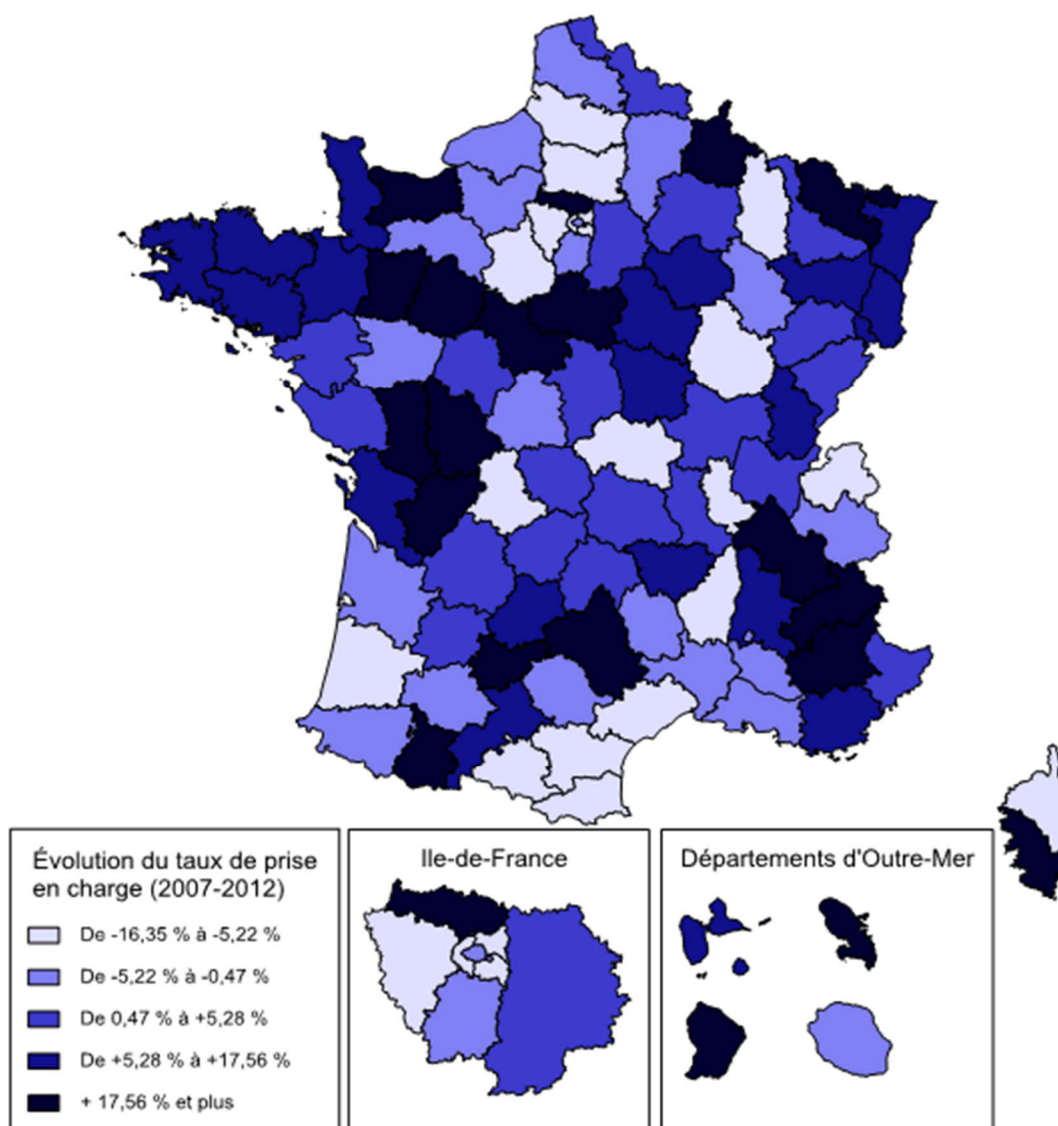 Évolution du taux de prise
en charge (2007-2012)
De -16,35 % à -5,22 %
De -5,22 % à -0,47 %
De 0,47 % à +5,28 %
De +5,28 % à +17,56 %
+ 17,56 % et plus
Ile-de-France
Départements d'Outre-Mer